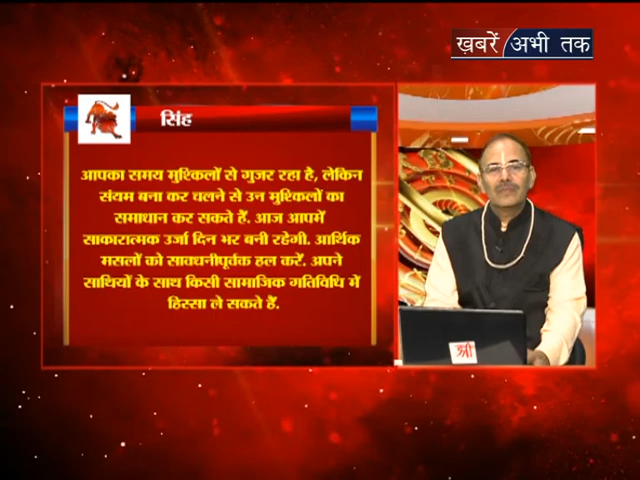 ख़बरें अभी तक
सिंह
आपका समय मुश्किलों से गुजर रहा है, लेकिन
संयम बना कर चलने से उन मुश्किलों का
समाधान कर सकते हैं. आज आपमें
साकारात्मक उर्जा दिन भर बनी रहेगी. आर्थिक
मसलों को सावधनीपूर्वक हल करें. अपने
साथियों के साथ किसी सामाजिक गतिविधि में
हिस्सा ले सकते हैं.
श्री